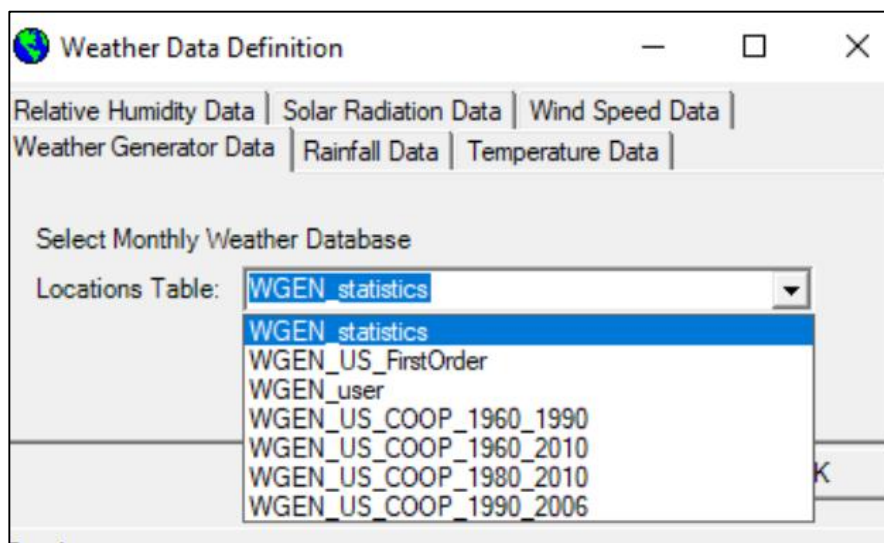 Weather Data Definition
Relative Humidity Data Solar Radiation Data Wind Speed Data
Weather Generator Data Rainfall Data Temperature Data
Select Monthly Weather Database
Locations Table: WGEN_statistics
WGEN_statistics
WGEN_US_FirstOrder
WGEN_user
WGEN_US_COOP_1960_1990
WGEN_US_COOP_1960_2010
WGEN_US_COOP_1980_2010
K
WGEN_US_COOP_1990_2006